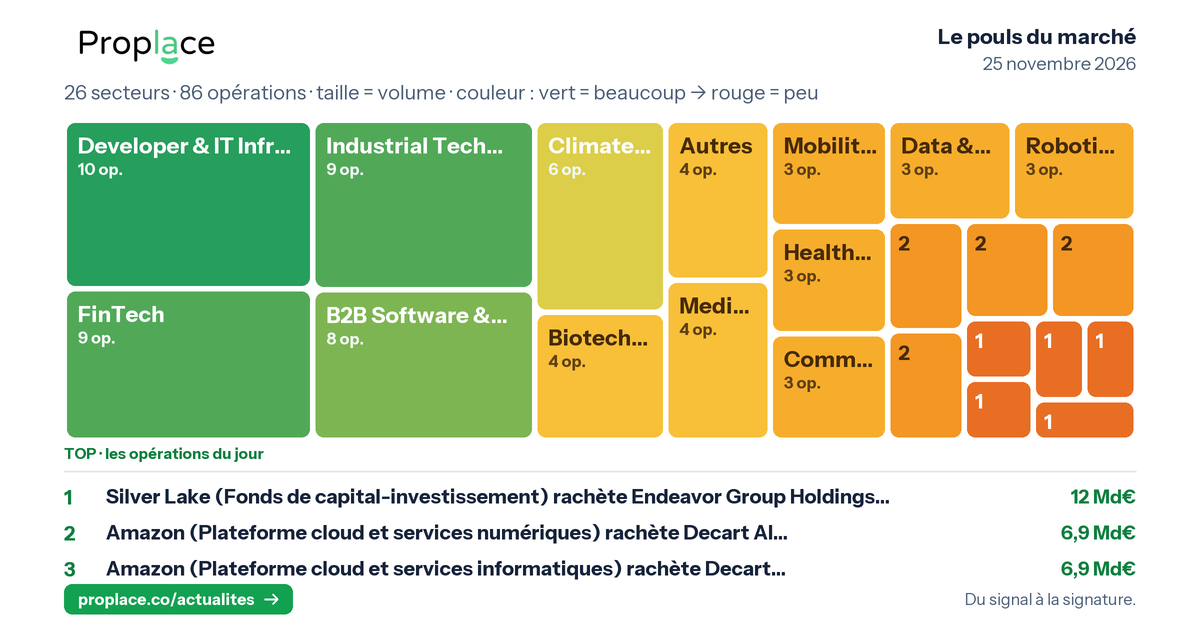 Proplace
Le pouls du marché
25 novembre 2026
26 secteurs · 86 opérations · taille = volume · couleur : vert = beaucoup → rouge = peu
Developer & IT Infr...
10 op.
Industrial Tech...
9 op.
Climate...
6 op.
Autres
4 op.
Mobilit...
3 op.
Data &...
3 op.
Roboti...
3 op.
Health...
3 op.
2
2
2
FinTech
9 op.
B2B Software &...
8 op.
Biotech...
4 op.
Medi...
4 op.
Comm...
3 op.
2
1
1
1
1
1
TOP · les opérations du jour
1 Silver Lake (Fonds de capital-investissement) rachète Endeavor Group Holdings... 12 Md€
2 Amazon (Plateforme cloud et services numériques) rachète Decart AI... 6,9 Md€
3 Amazon (Plateforme cloud et services informatiques) rachète Decart... 6,9 Md€
proplace.co/actualites →
Du signal à la signature.